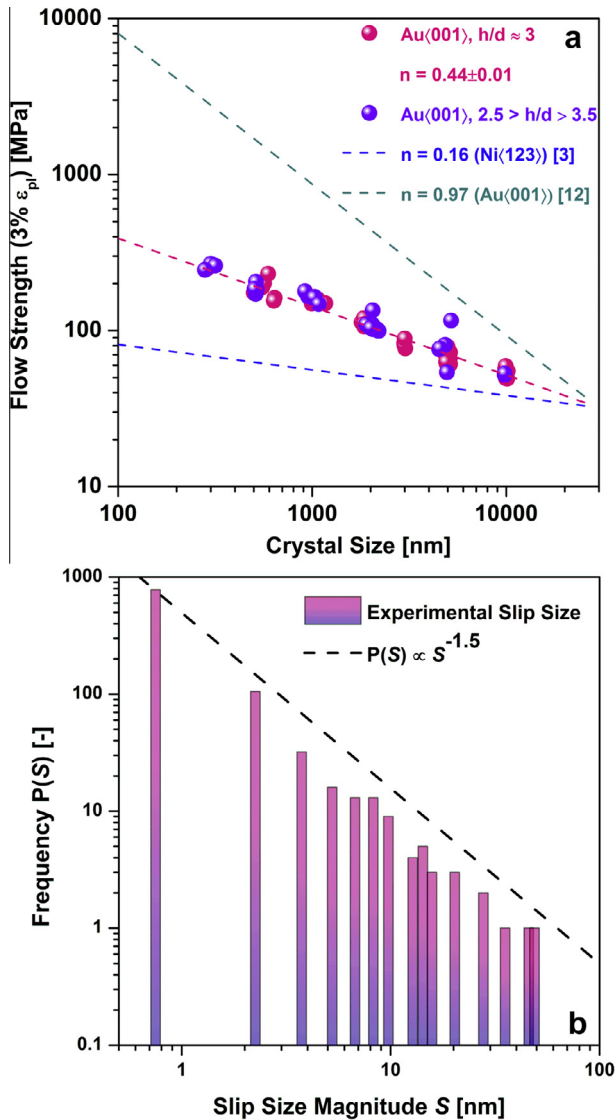 10000
1000
100
10
Flow Strength (3% εpl) [MPa]
a
Au⟨001⟩, h/d ≈ 3
n = 0.44±0.01
Au⟨001⟩, 2.5 > h/d > 3.5
n = 0.16 (Ni⟨123⟩) [3]
n = 0.97 (Au⟨001⟩) [12]
100
1000
10000
Crystal Size [nm]
1000
100
10
1
0.1
Frequency P(S) [-]
Experimental Slip Size
P(S) ∝ S^-1.5
b
1
10
100
Slip Size Magnitude S [-nm]